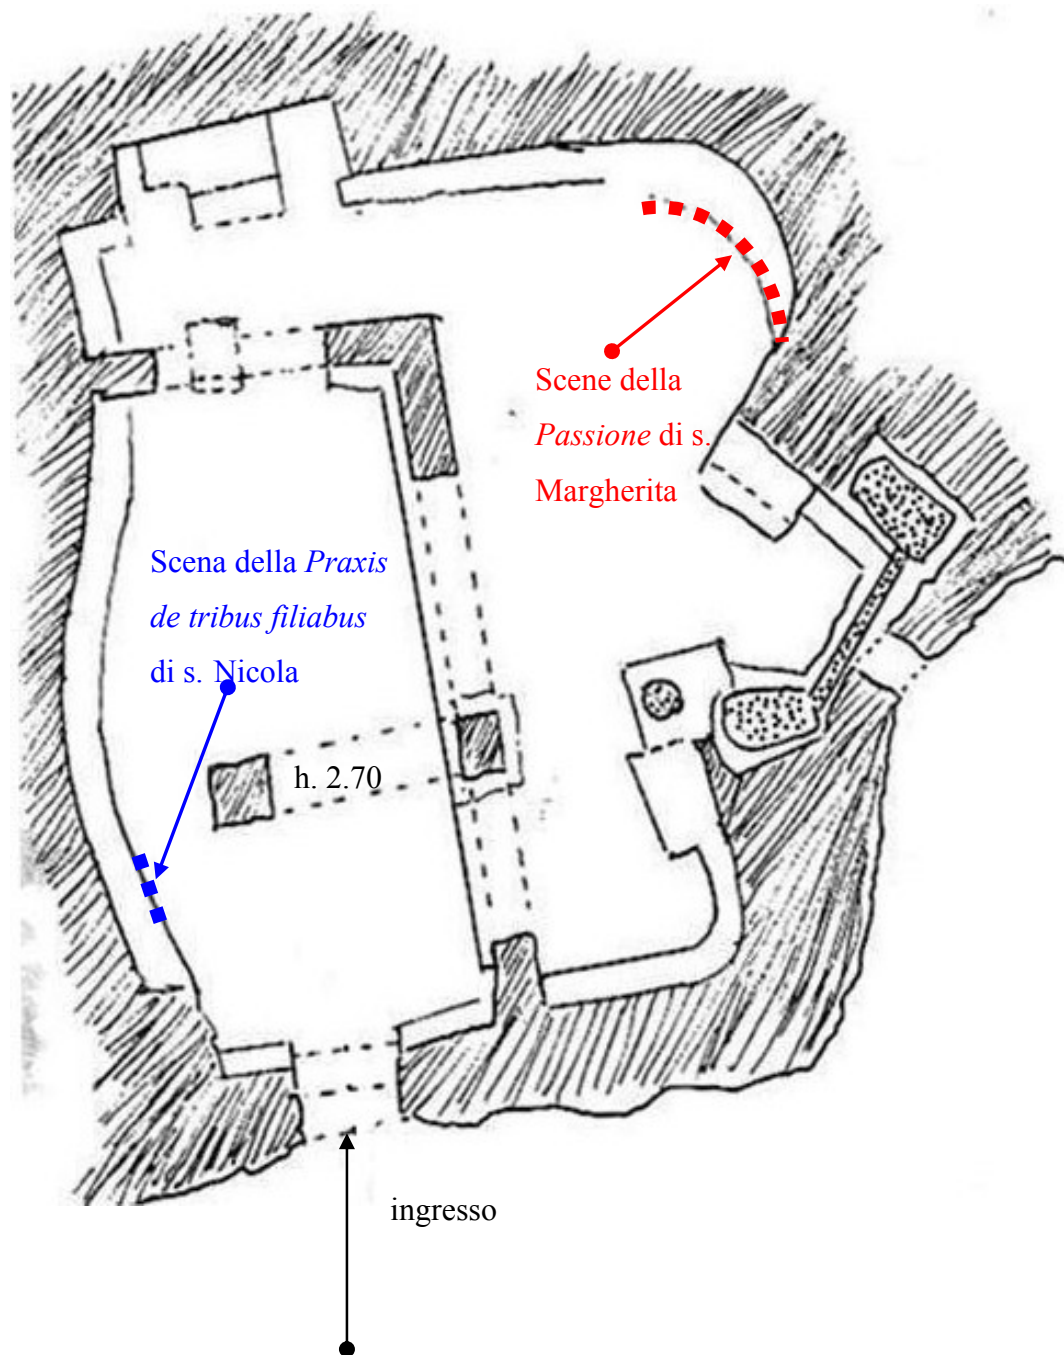 Scene della
Passione di s.
Margherita
Scena della Praxis
de tribus filiabus
di s. Nicola
h. 2.70
ingresso